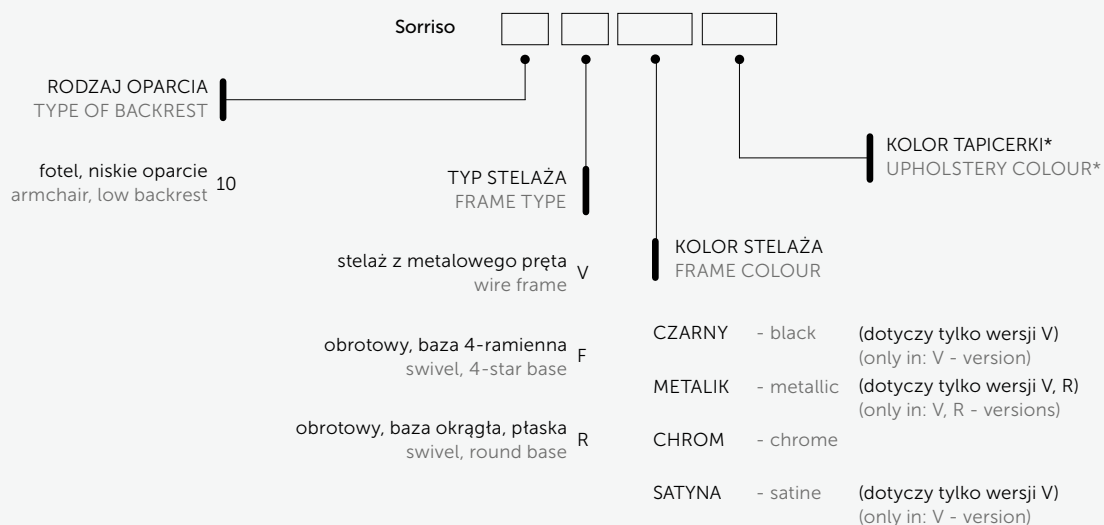 Sorriso
RODZAJ OPARCIA
TYPE OF BACKREST
fotel, niskie oparcie
armchair, low backrest
10
TYP STELAŻA
FRAME TYPE
stelaż z metalowego pręta
wire frame
V
obrotowy, baza 4-ramienna
swivel, 4-star base
F
obrotowy, baza okrągła, płaska
swivel, round base
R
KOLOR STELAŻA
FRAME COLOUR
CZARNY - black (dotyczy tylko wersji V)
(only in: V - version)
METALIK - metallic (dotyczy tylko wersji V, R)
(only in: V, R - versions)
CHROM - chrome
SATYNA - satine (dotyczy tylko wersji V)
(only in: V - version)
KOLOR TAPICERKI*
UPHOLSTERY COLOUR*